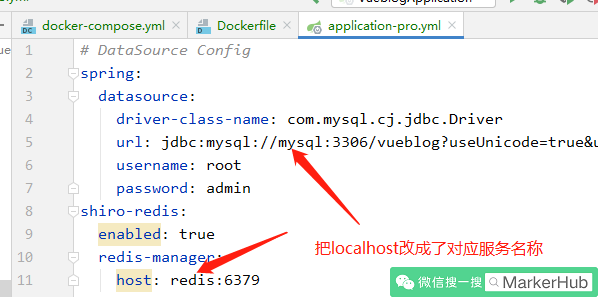 VueblogApplication
docker-compose.yml Dockerfile application-pro.yml
1 # DataSource Config
2 spring:
3 datasource:
4 driver-class-name: com.mysql.cj.jdbc.Driver
5 url: jdbc:mysql://mysql:3306/vueblog?useUnicode=true&u
6 username: root
7 password: admin
8 shiro-redis:
9 enabled: true
把localhost改成了对应服务名称
10 redis-manager:
11 host: redis:6379
微信搜一搜 MarkerHub